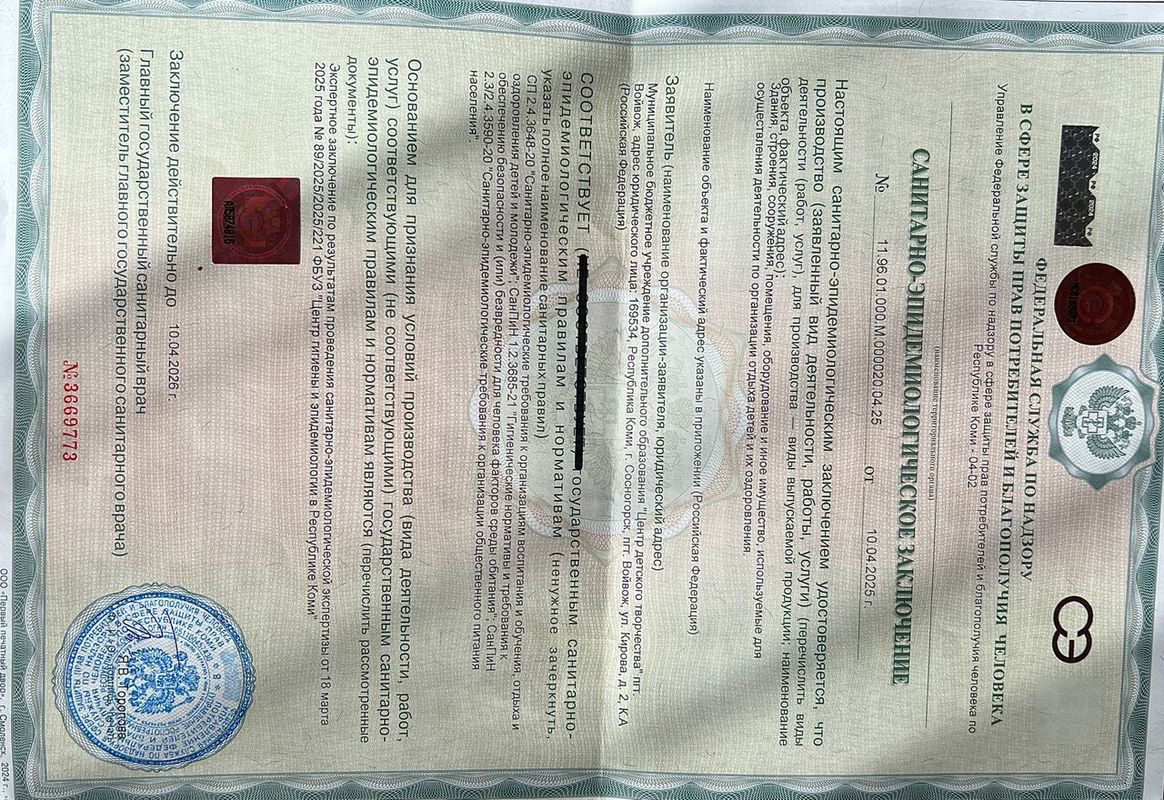 ФЕДЕРАЛЬНАЯ СЛУЖБА ПО НАДЗОРУ
В СФЕРЕ ЗАЩИТЫ ПРАВ ПОТРЕБИТЕЛЕЙ И БЛАГОПОЛУЧИЯ ЧЕЛОВЕКА
Управление Федеральной службы по надзору в сфере защиты прав потребителей и благополучия человека по
Республике Коми - 04-02
(наименование территориального органа)
САНИТАРНО-ЭПИДЕМИОЛОГИЧЕСКОЕ ЗАКЛЮЧЕНИЕ
№ 11.96.01.000.М.000020.04.25 от 10.04.2025 г.
Настоящим санитарно-эпидемиологическим заключением удостоверяется, что
производство (заявленный вид деятельности, работы, услуги) (перечислить виды
деятельности (работ, услуг), для производства — виды выпускаемой продукции; наименование
объекта, фактический адрес):
Здания, строения, сооружения, помещения, оборудование и иное имущество, используемые для
осуществления деятельности по организации отдыха детей и их оздоровления.
Наименование объекта и фактический адрес указаны в приложении (Российская Федерация)
Заявитель (наименование организации-заявителя, юридический адрес)
Муниципальное бюджетное учреждение дополнительного образования "Центр детского творчества" пгт.
Войвож, адрес юридического лица: 169534, Республика Коми, г. Сосногорск, пгт. Войвож, ул. Кирова, д. 2, К.А
(Российская Федерация)
СООТВЕТСТВУЕТ государственным санитарно-
эпидемиологическим правилам и нормативам (ненужное зачеркнуть,
указать полное наименование санитарных правил)
СП 2.4.3648-20 "Санитарно-эпидемиологические требования к организациям воспитания и обучения, отдыха и
оздоровления детей и молодежи"; СанПиН 1.2.3685-21 "Гигиенические нормативы и требования к
обеспечению безопасности и (или) безвредности для человека факторов среды обитания"; СанПиН
2.3/2.4.3590-20 "Санитарно-эпидемиологические требования к организации общественного питания
населения".
Основанием для признания условий производства (вида деятельности, работ,
услуг) соответствующими (не соответствующими) государственным санитарно-
эпидемиологическим правилам и нормативам являются (перечислить рассмотренные
документы):
Экспертное заключение по результатам проведения санитарно-эпидемиологической экспертизы от 18 марта
2025 года № 89/2025/2025/221 ФБУЗ "Центр гигиены и эпидемиологии в Республике Коми"
Заключение действительно до 10.04.2026 г.
Главный государственный санитарный врач
(заместитель главного государственного санитарного врача)
№3669773
ООО «Первый печатный двор», г. Смоленск, 2024 г.